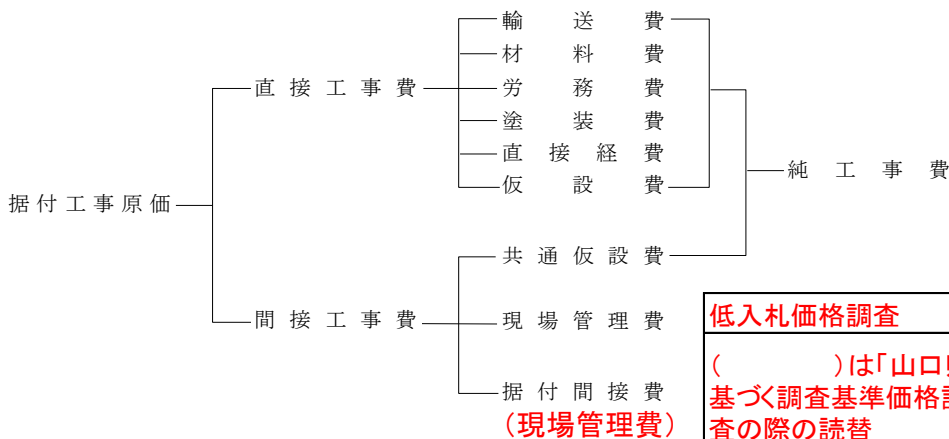 輸送費
材料費
直接工事費
労務費
塗装費
直接経費
純工事費
仮設費
据付工事原価
共通仮設費
間接工事費
現場管理費
低入札価格調査
据付間接費
(現場管理費)
(　　　　)は「山口
基づく調査基準価格
査の際の読替